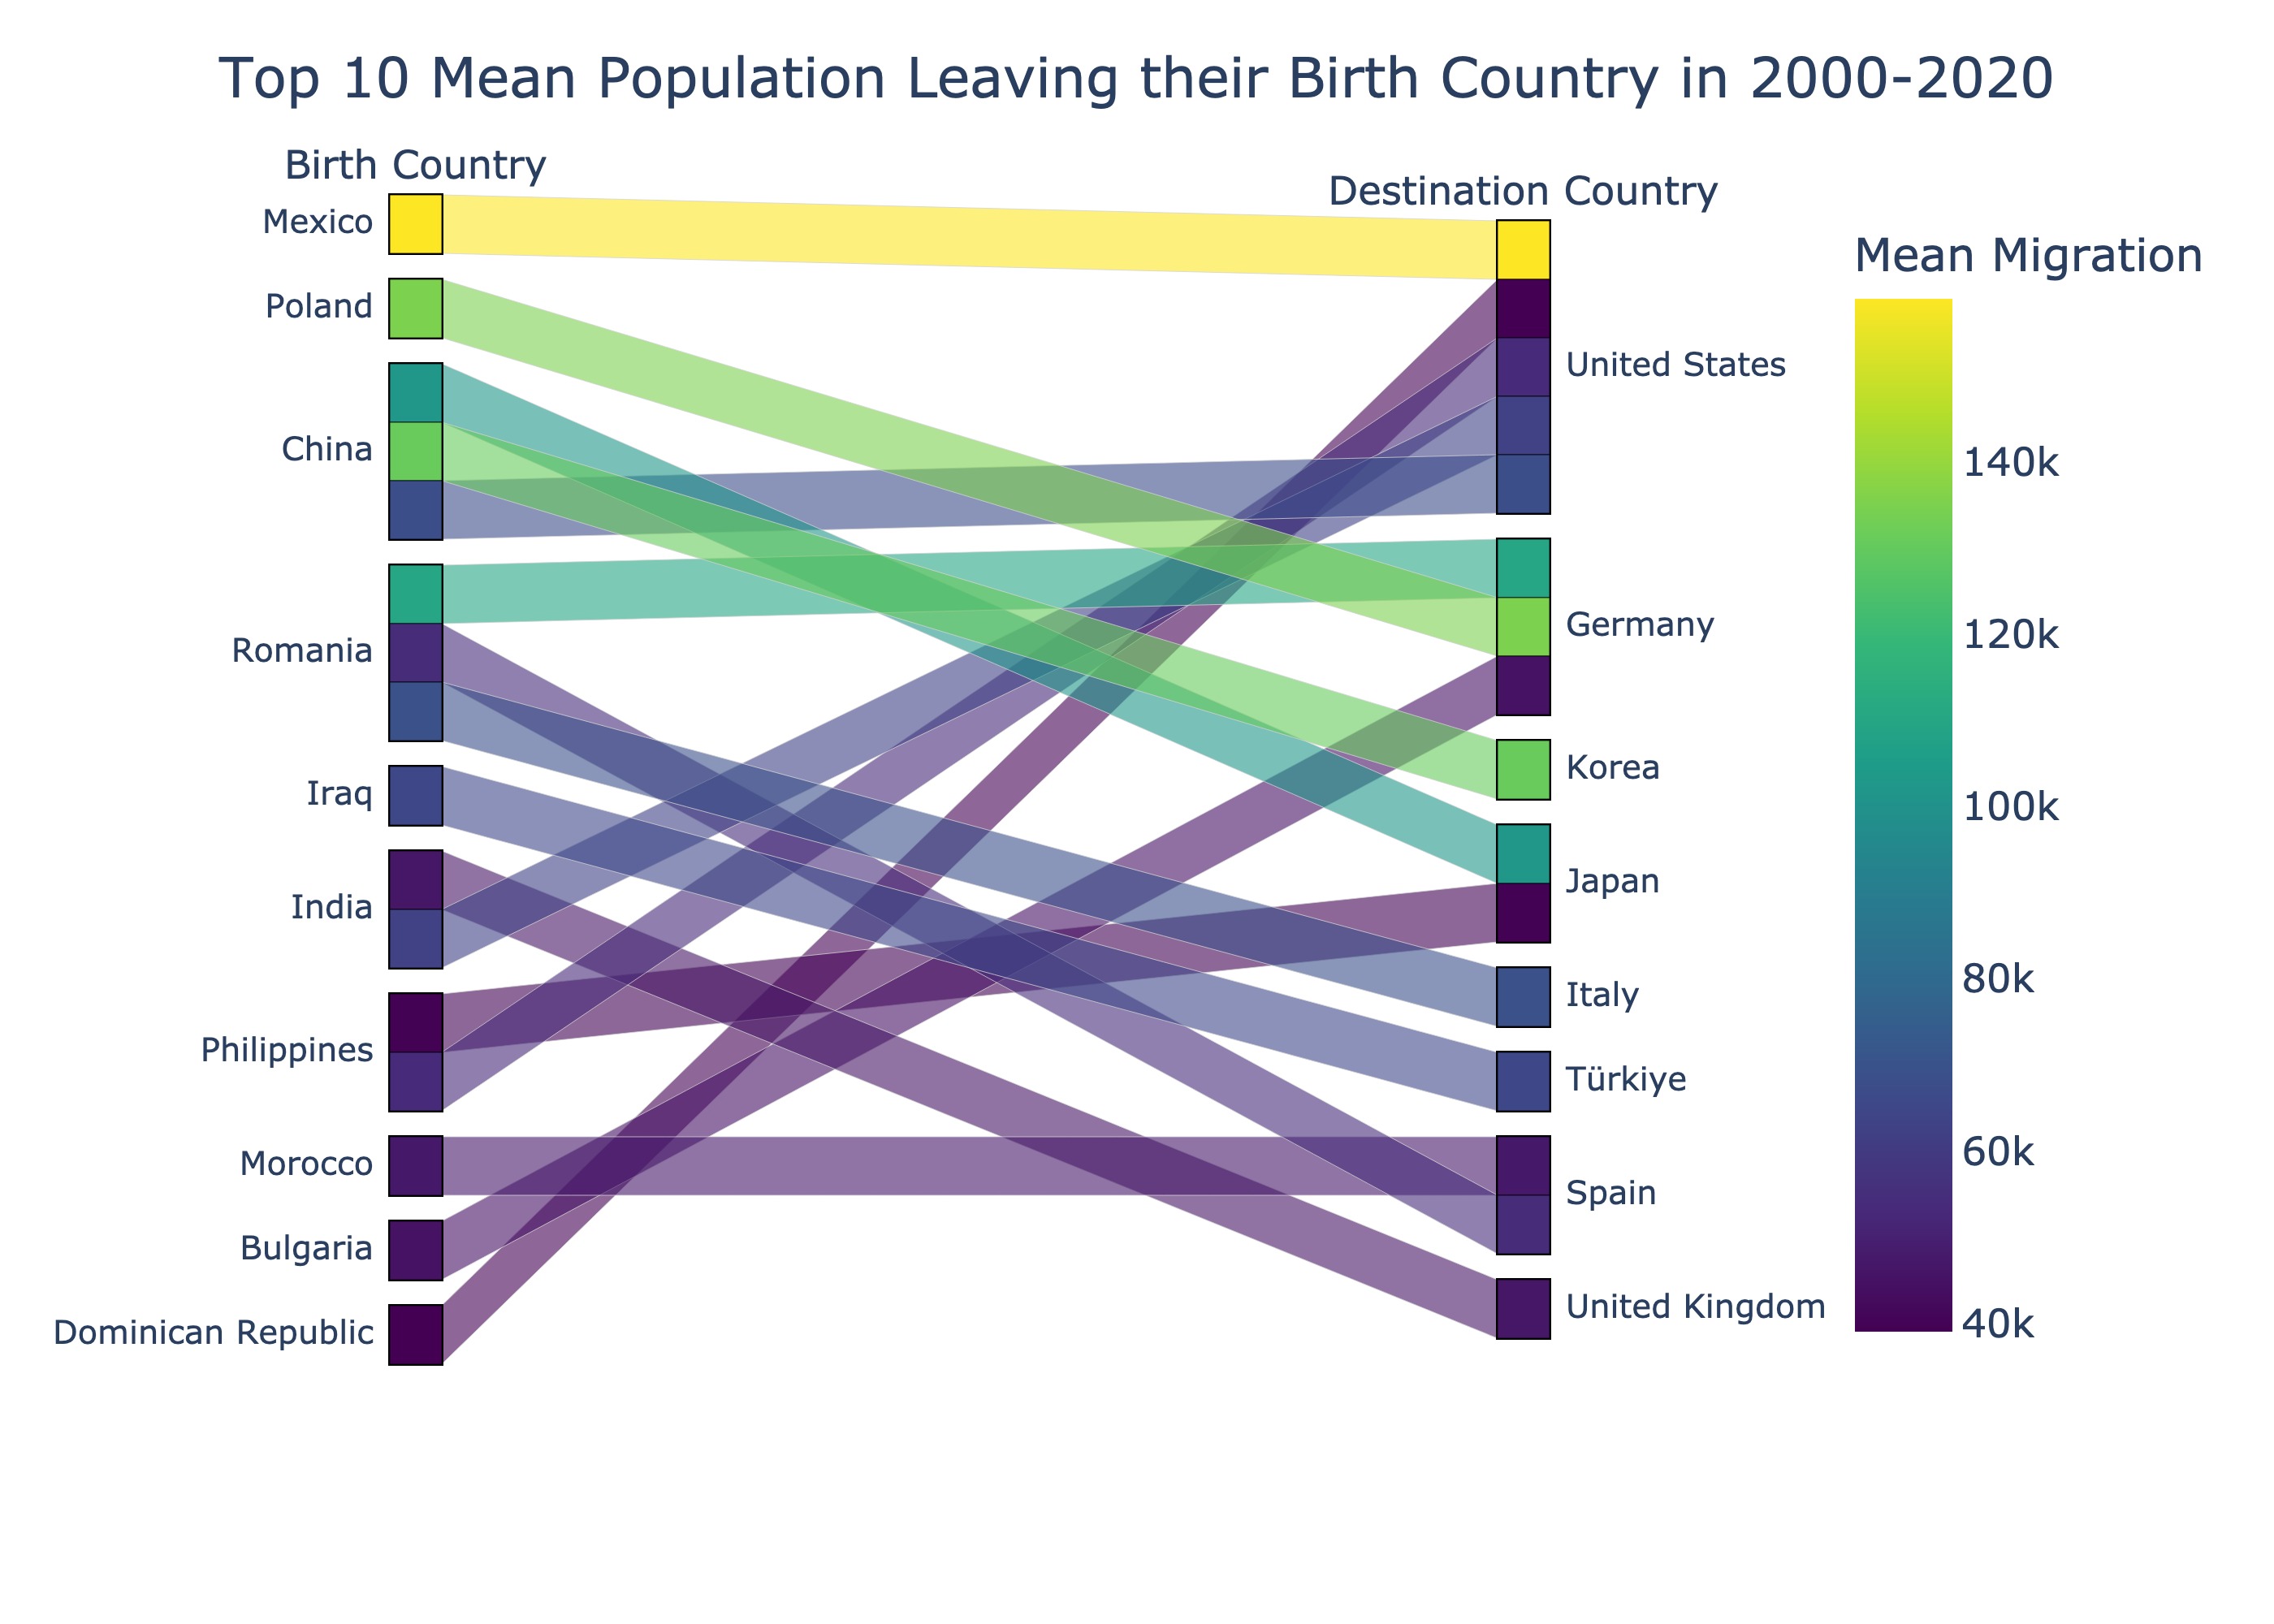 Top 10 Mean Population Leaving their Birth Country in 2000-2020
Birth Country
Mexico
Poland
China
Romania
Iraq
India
Philippines
Morocco
Bulgaria
Dominican Republic
Destination Country
United States
Germany
Korea
Japan
Italy
Türkiye
Spain
United Kingdom
Mean Migration
140k
120k
100k
80k
60k
40k